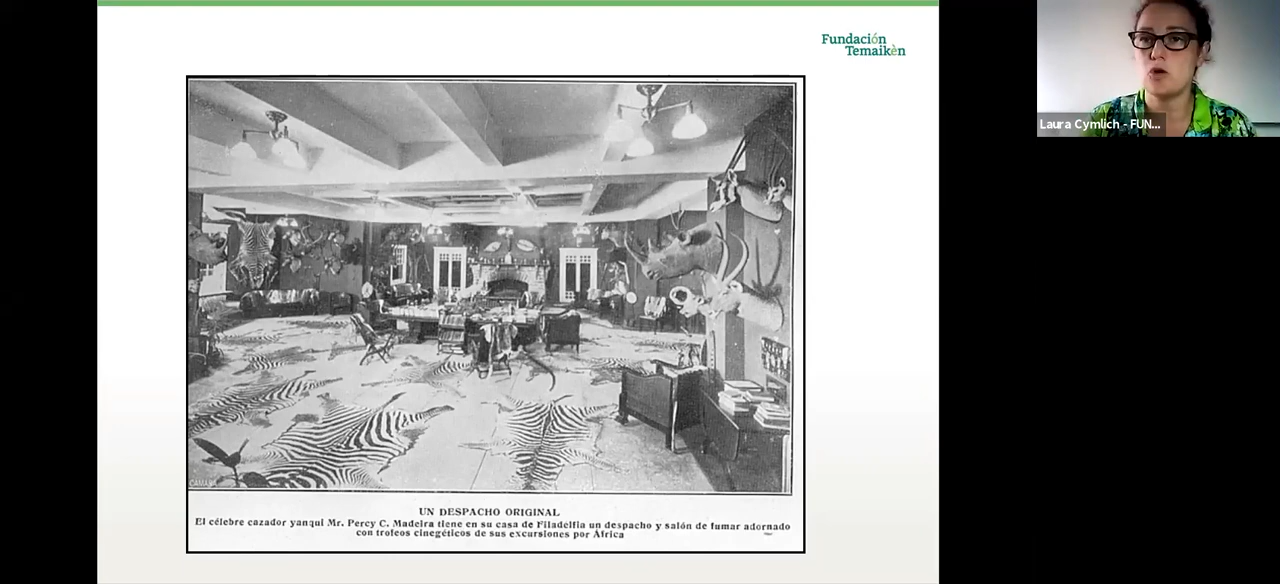 Fundación
Temaikèn
Laura Cymlich - FUN...
UN DESPACHO ORIGINAL
El célebre cazador yanqui Mr. Percy C. Madeira tiene en su casa de Filadelfia un despacho y salón de fumar adornado
con trofeos cinegéticos de sus excursiones por África